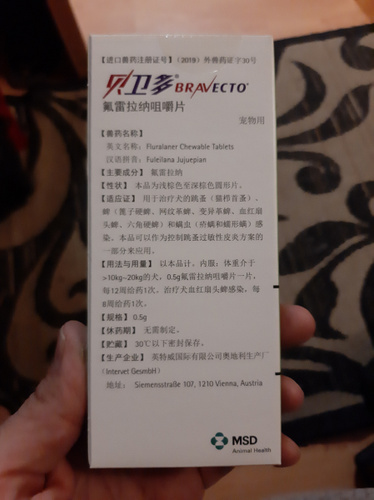 【进口兽药注册证号】(2019)外兽药证字30号
贝卫多® BRAVECTO®
氟雷拉纳咀嚼片
宠物用
【兽药名称】
英文名称：Fluralaner Chewable Tablets
汉语拼音：Fuleilana Jujuepian
【主要成分】 氟雷拉纳
【性状】 本品为浅棕色至深棕色圆形片。
【适应证】 用于治疗犬的跳蚤（猫栉首蚤）、
蜱（篦子硬蜱、网纹革蜱、变异革蜱、血红扇
头蜱、六角硬蜱）和螨虫（疥螨和蠕形螨）感
染。本品可以作为控制跳蚤过敏性皮炎方案的
一部分来应用。
【用法与用量】 以本品计。内服：体重介于
>10kg~20kg的犬，0.5g氟雷拉纳咀嚼片一片，
每12周给药1次。治疗犬血红扇头蜱感染，每
8周给药1次。
【规格】 0.5g
【休药期】 无需制定。
【贮藏】 30℃以下密封保存。
【生产企业】 英特威国际有限公司奥地利生产厂
（Intervet GesmbH）
地址： Siemensstraße 107, 1210 Vienna, Austria
MSD
Animal Health